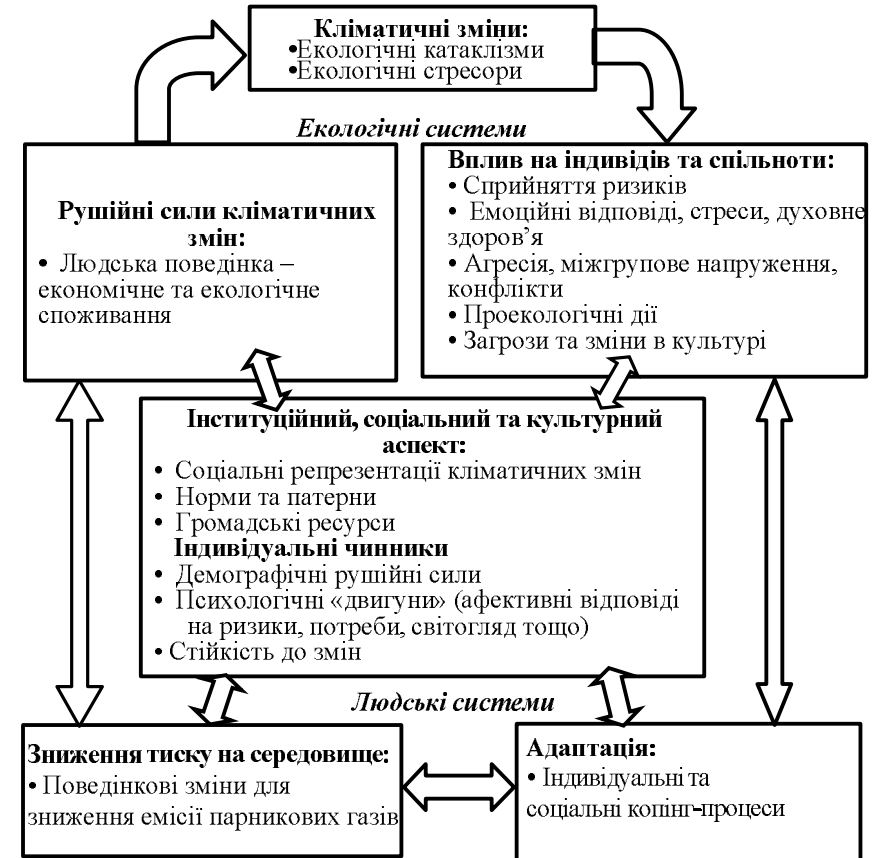 Кліматичні зміни:
•Екологічні катаклізми
•Екологічні стресори
Екологічні системи
Рушійні сили кліматичних
змін:
• Людська поведінка –
економічне та екологічне
споживання
Вплив на індивідів та спільноти:
• Сприйняття ризиків
• Емоційні відповіді, стреси, духовне
здоров’я
• Агресія, міжгрупове напруження,
конфлікти
• Проекологічні дії
• Загрози та зміни в культурі
Інституційний, соціальний та культурний
аспект:
• Соціальні репрезентації кліматичних змін
• Норми та патерни
• Громадські ресурси
Індивідуальні чинники
• Демографічні рушійні сили
• Психологічні «двигуни» (афективні відповіді
на ризики, потреби, світогляд тощо)
• Стійкість до змін
Людські системи
Зниження тиску на середовище:
• Поведінкові зміни для
зниження емісії парникових газів
Адаптація:
• Індивідуальні та
соціальні копінг-процеси